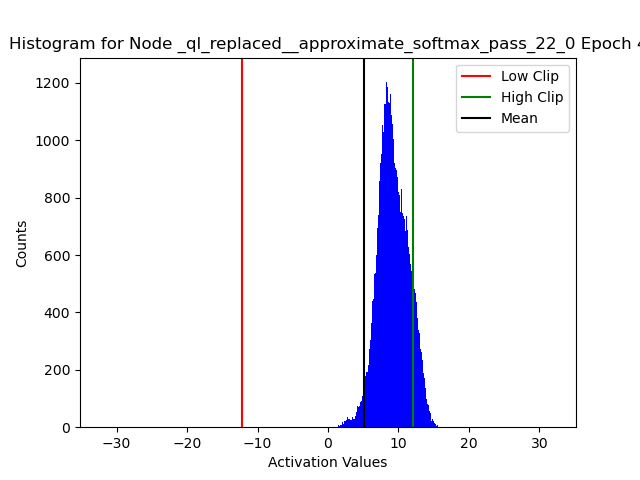 Histogram for Node _ql_replaced__approximate_softmax_pass_22_0 Epoch 4
Low Clip
High Clip
Mean
1200
1000
800
600
400
200
0
Counts
−30
−20
−10
0
10
20
30
Activation Values